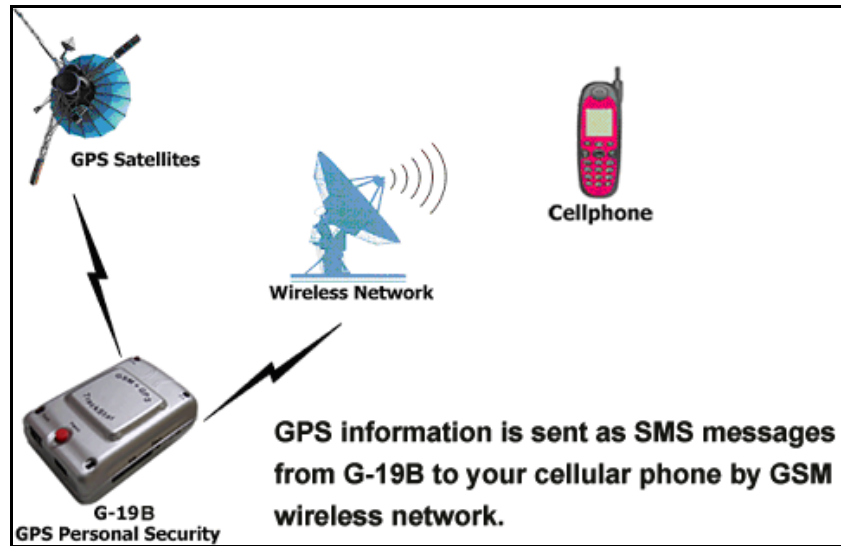 GPS Satellites
Cellphone
Wireless Network
GSM+GPS
TrackStar
G-19B
GPS Personal Security
GPS information is sent as SMS messages
from G-19B to your cellular phone by GSM
wireless network.